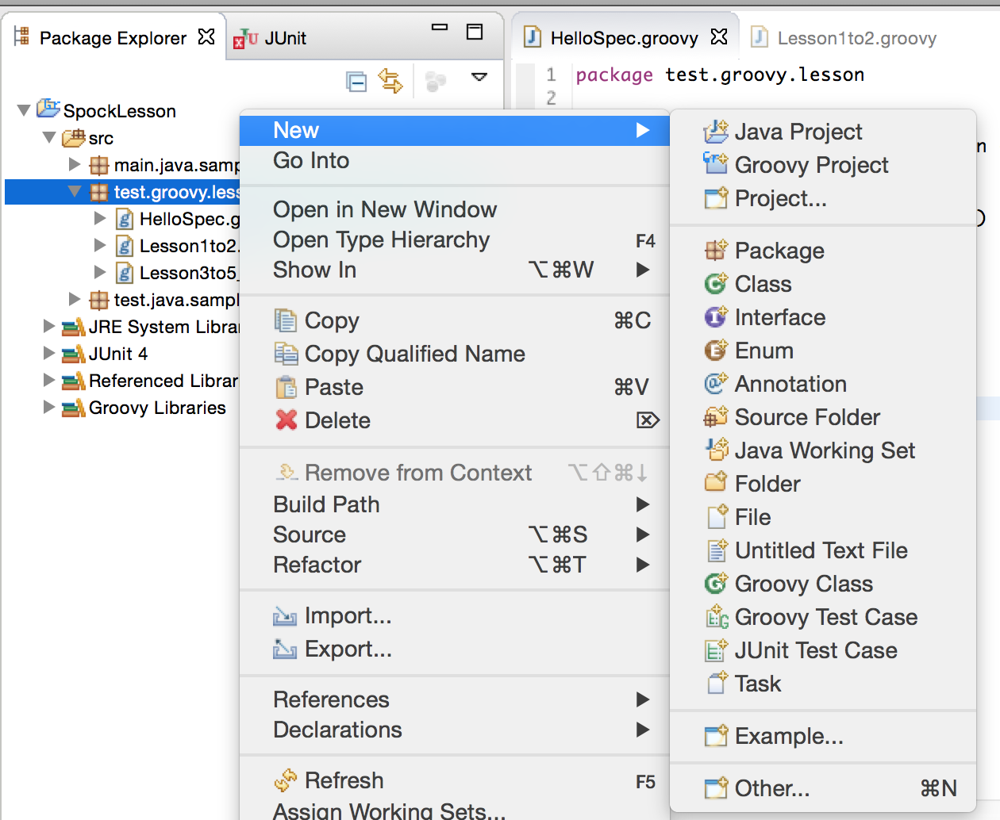 Package Explorer
JUnit
HelloSpec.groovy
Lesson1to2.groovy
1 package test.groovy.lesson
2
SpockLesson
src
main.java.samp
test.groovy.less
HelloSpec.g
Lesson1to2.
Lesson3to5_
test.java.sampl
JRE System Librar
JUnit 4
Referenced Librar
Groovy Libraries
New
Go Into
Open in New Window
Open Type Hierarchy F4
Show In ⌥⌘W
Copy ⌘C
Copy Qualified Name
Paste ⌘V
Delete ⌦
Remove from Context ⌥⇧⌘↓
Build Path
Source ⌥⌘S
Refactor ⌥⌘T
Import...
Export...
References
Declarations
Refresh F5
Assign Working Sets...
Java Project
Groovy Project
Project...
Package
Class
Interface
Enum
Annotation
Source Folder
Java Working Set
Folder
File
Untitled Text File
Groovy Class
Groovy Test Case
JUnit Test Case
Task
Example...
Other... ⌘N
n